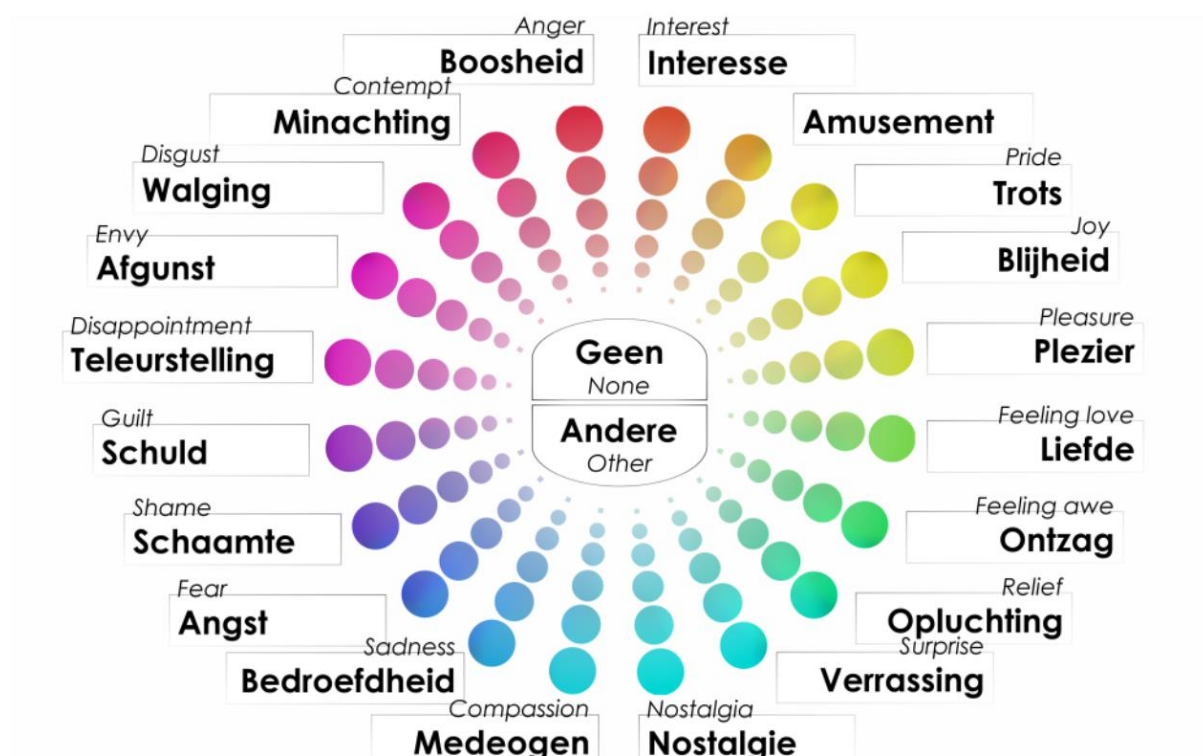 Anger
Boosheid
Interest
Interesse
Contempt
Minachting
Amusement
Disgust
Walging
Pride
Trots
Envy
Afgunst
Joy
Blijheid
Disappointment
Teleurstelling
Geen
None
Pleasure
Plezier
Guilt
Schuld
Andere
Other
Feeling love
Liefde
Shame
Schaamte
Feeling awe
Ontzag
Fear
Angst
Relief
Opluchting
Sadness
Bedroefdheid
Surprise
Verrassing
Compassion
Medeogen
Nostalgia
Nostalgie